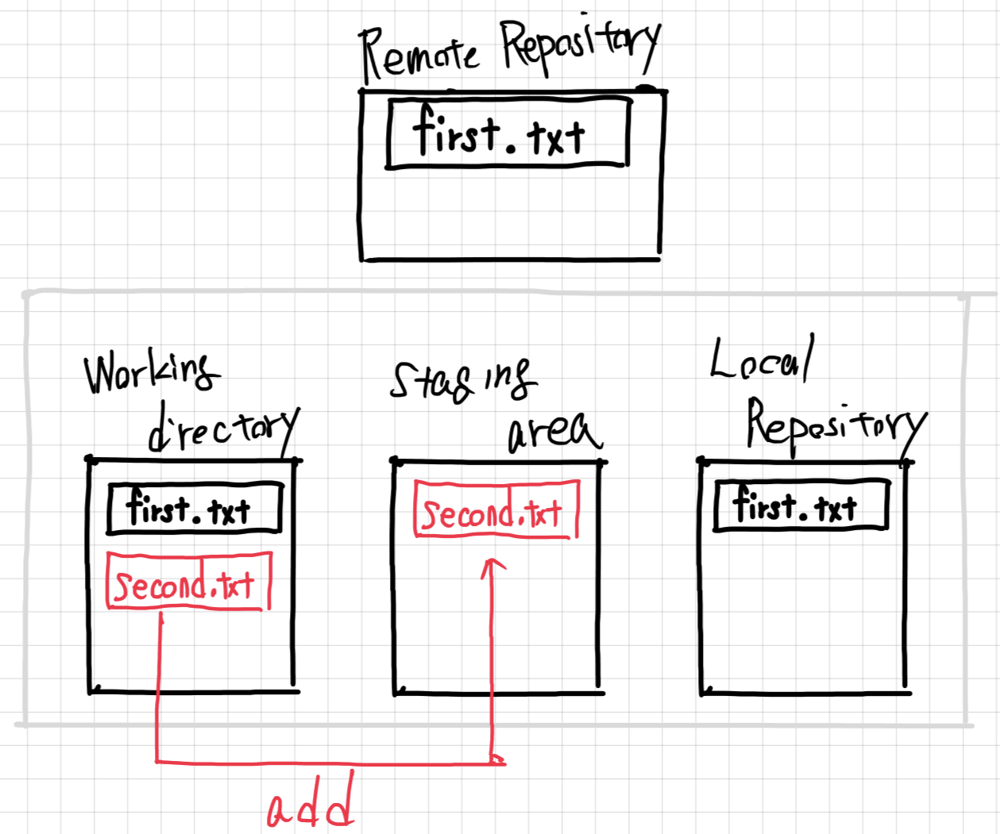 Remote Repository
first.txt
Working
directory
first.txt
second.txt
Staging
area
second.txt
Local
Repository
first.txt
add